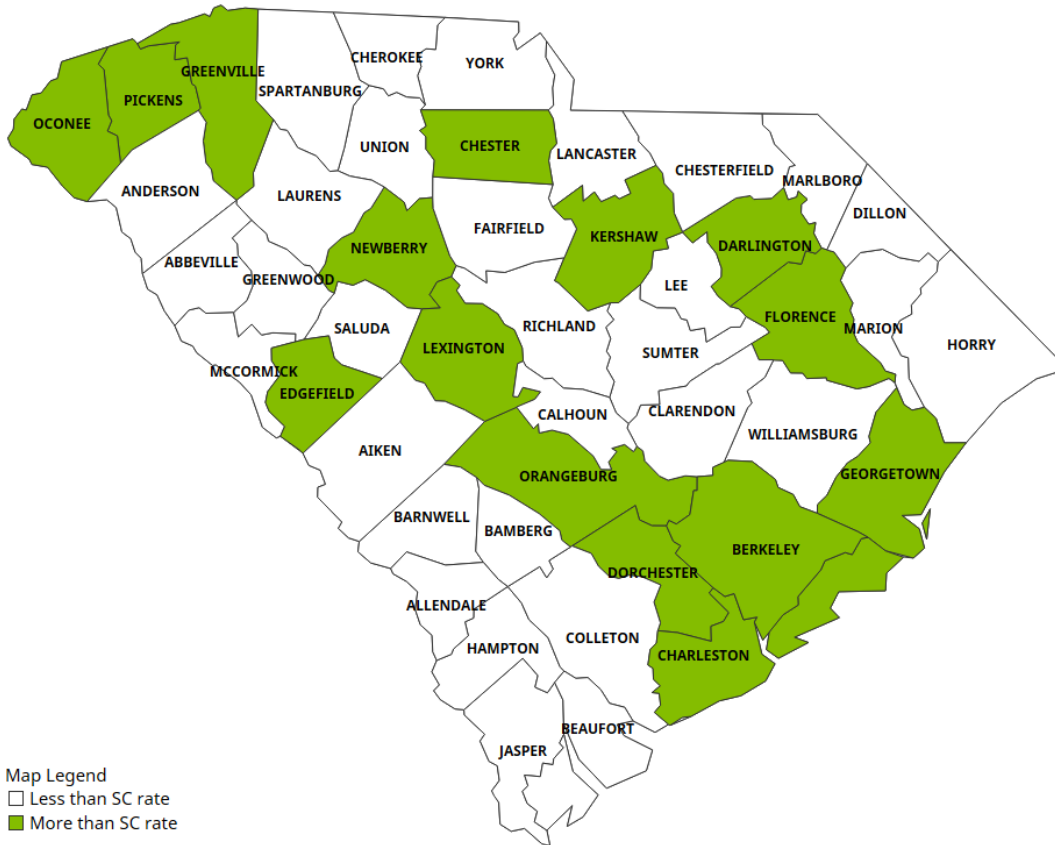 CHEROKEE
YORK
GREENVILLE
SPARTANBURG
PICKENS
OCONEE
UNION
CHESTER
LANCASTER
CHESTERFIELD
MARLBORO
ANDERSON
LAURENS
DILLON
FAIRFIELD
KERSHAW
NEWBERRY
DARLINGTON
ABBEVILLE
GREENWOOD
LEE
FLORENCE
SALUDA
RICHLAND
MARION
HORRY
LEXINGTON
SUMTER
MCCORMICK
EDGEFIELD
CALHOUN
CLARENDON
WILLIAMSBURG
AIKEN
ORANGEBURG
GEORGETOWN
BARNWELL
BAMBERG
BERKELEY
DORCHESTER
ALLENDALE
COLLETON
HAMPTON
CHARLESTON
BEAUFORT
JASPER
Map Legend
Less than SC rate
More than SC rate